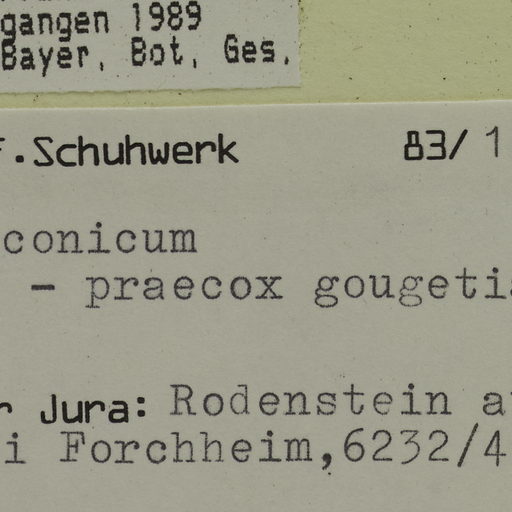 gangen 1989
Bayer. Bot. Ges.
F.Schuhwerk 83/ 1
conicum
- praecox gougeti
r Jura: Rodenstein a
i Forchheim,6232/4